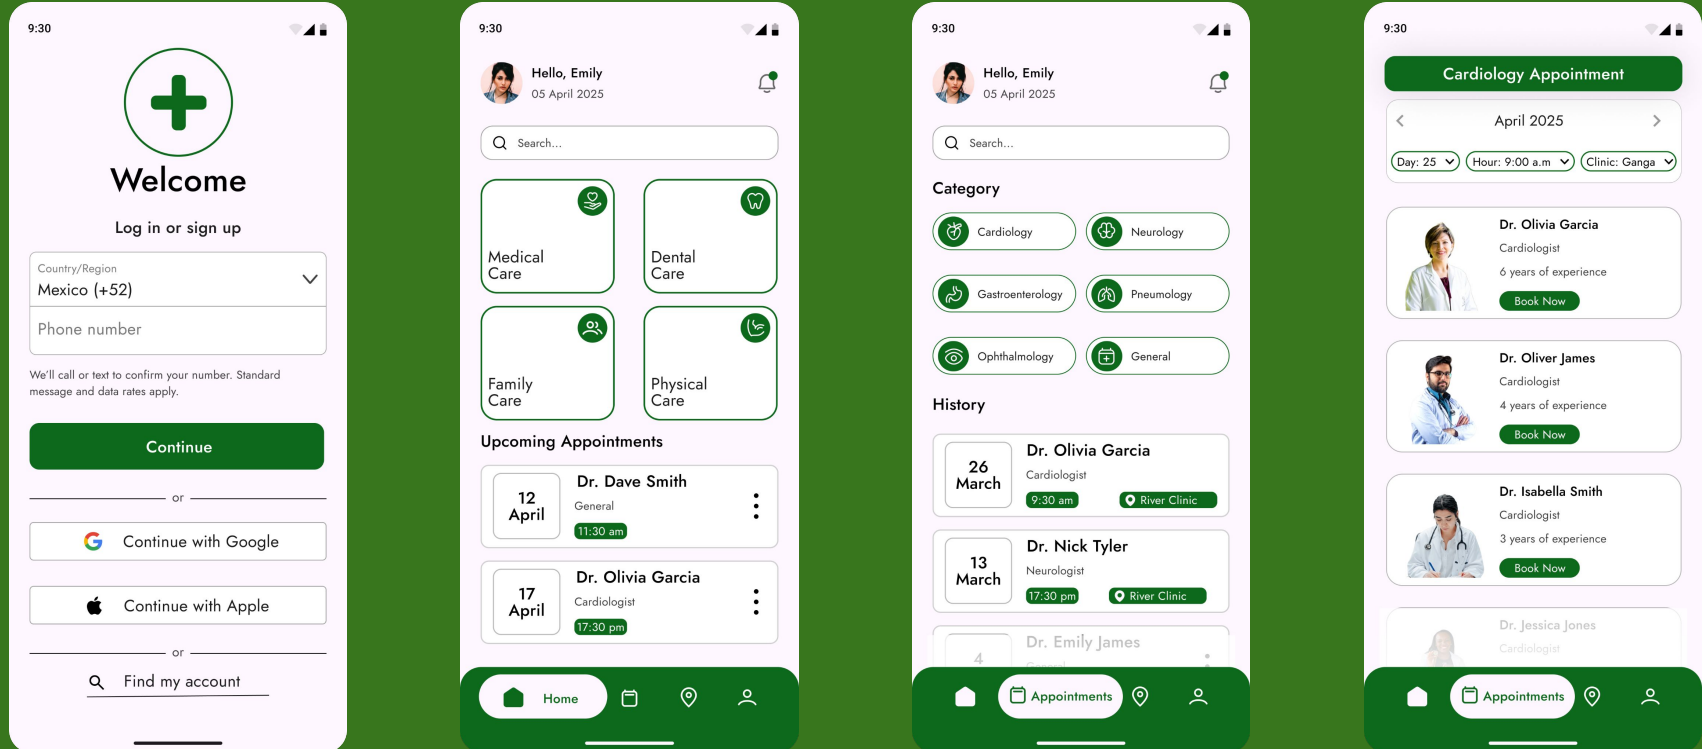 9:30
Welcome
Log in or sign up
Country/Region
Mexico (+52)
Phone number
We'll call or text to confirm your number. Standard
message and data rates apply.
Continue
or
Continue with Google
Continue with Apple
or
Find my account
9:30
Hello, Emily
05 April 2025
Search...
Medical
Care
Dental
Care
Family
Care
Physical
Care
Upcoming Appointments
12
April
Dr. Dave Smith
General
11:30 am
17
April
Dr. Olivia Garcia
Cardiologist
17:30 pm
Home
9:30
Hello, Emily
05 April 2025
Search...
Category
Cardiology
Neurology
Gastroenterology
Pneumology
Ophthalmology
General
History
26
March
Dr. Olivia Garcia
Cardiologist
9:30 am
River Clinic
13
March
Dr. Nick Tyler
Neurologist
17:30 pm
River Clinic
4
Dr. Emily James
General
Appointments
9:30
Cardiology Appointment
April 2025
Day: 25
Hour: 9:00 a.m
Clinic: Ganga
Dr. Olivia Garcia
Cardiologist
6 years of experience
Book Now
Dr. Oliver James
Cardiologist
4 years of experience
Book Now
Dr. Isabella Smith
Cardiologist
3 years of experience
Book Now
Dr. Jessica Jones
Cardiologist
Appointments